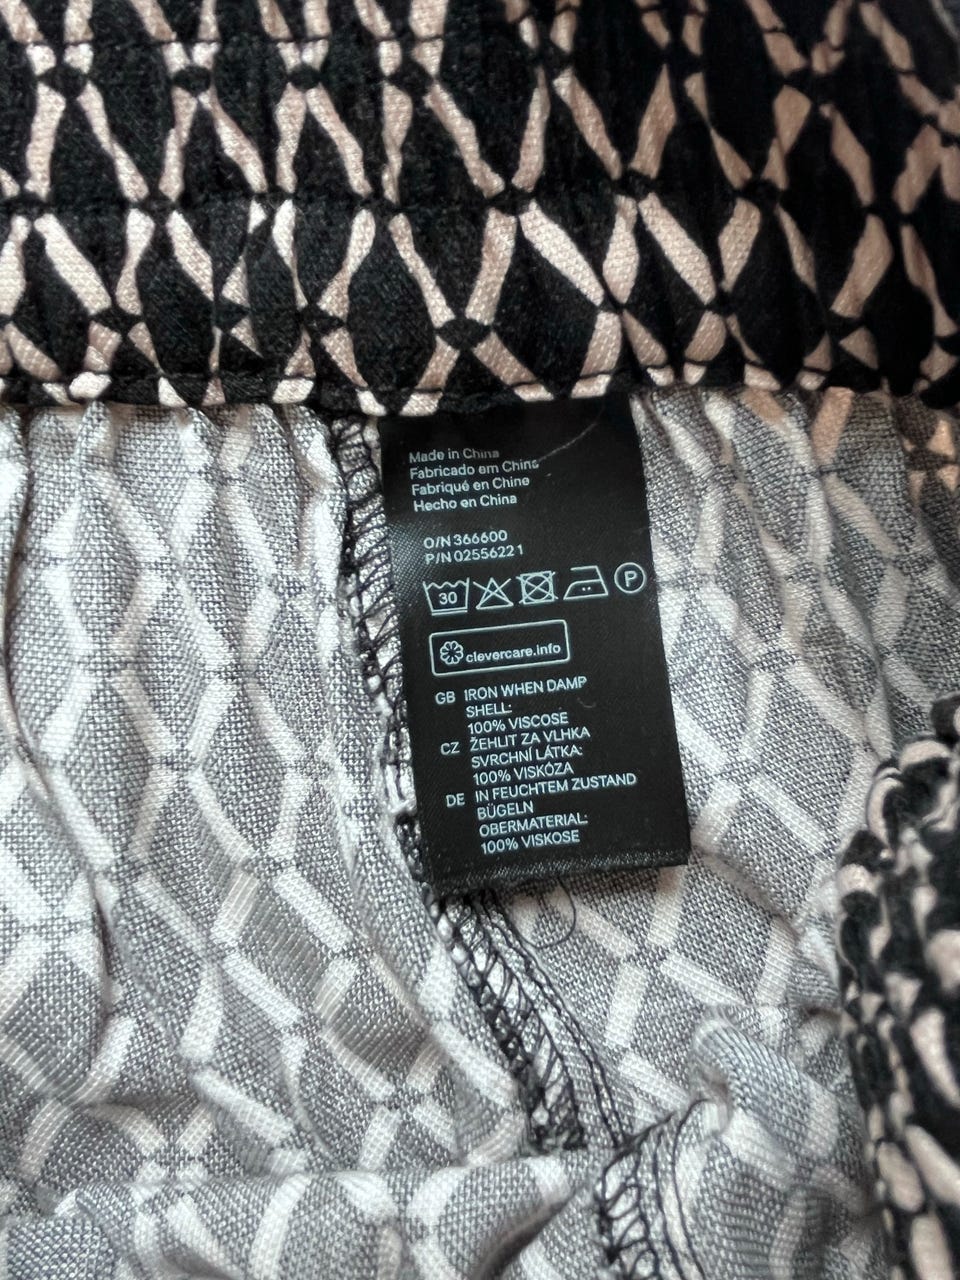 Made in China
Fabricado em China
Fabriqué en Chine
Hecho en China
O/N 366600
P/N 02556221
30 P
clevercare.info
GB IRON WHEN DAMP
SHELL:
100% VISCOSE
CZ ŽEHLIT ZA VLHKA
SVRCHNÍ LÁTKA:
100% VISKÓZA
DE IN FEUCHTEM ZUSTAND
BÜGELN
OBERMATERIAL:
100% VISKOSE